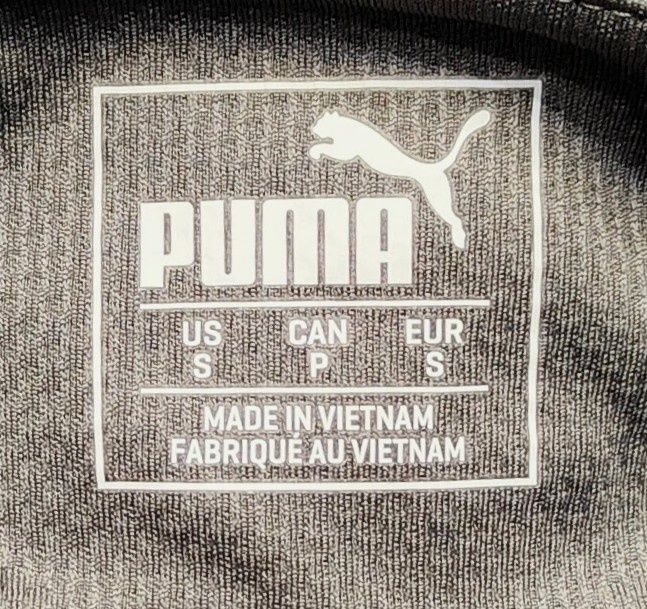 PUMA
US CAN EUR
S P S
MADE IN VIETNAM
FABRIQUÉ AU VIETNAM